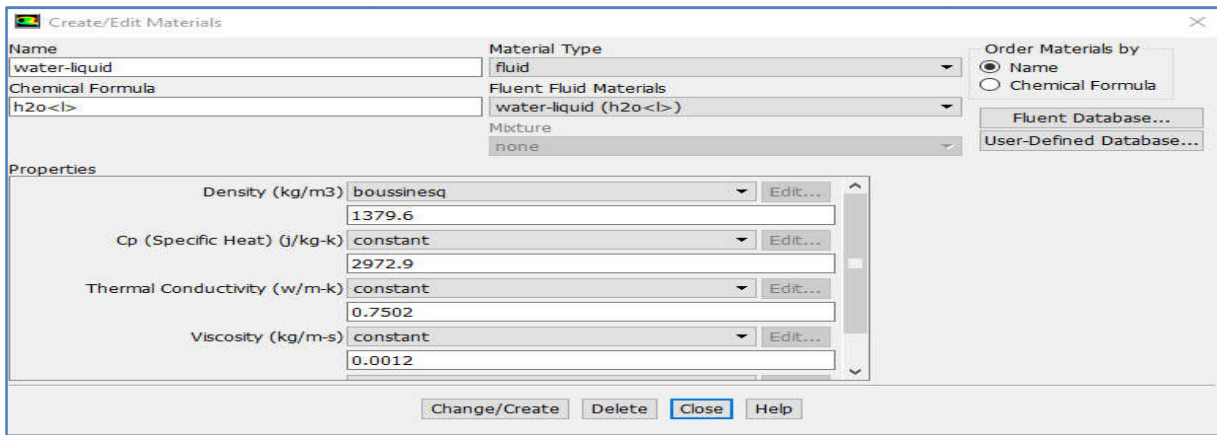 Create/Edit Materials
Name
Material Type
Order Materials by
water-liquid
fluid
Name
Chemical Formula
Fluent Fluid Materials
Chemical Formula
h2o<l>
water-liquid (h2o<l>)
Fluent Database...
Mixture
none
User-Defined Database...
Properties
Density (kg/m3) boussinesq Edit...
1379.6
Cp (Specific Heat) (j/kg-k) constant Edit...
2972.9
Thermal Conductivity (w/m-k) constant Edit...
0.7502
Viscosity (kg/m-s) constant Edit...
0.0012
Change/Create Delete Close Help